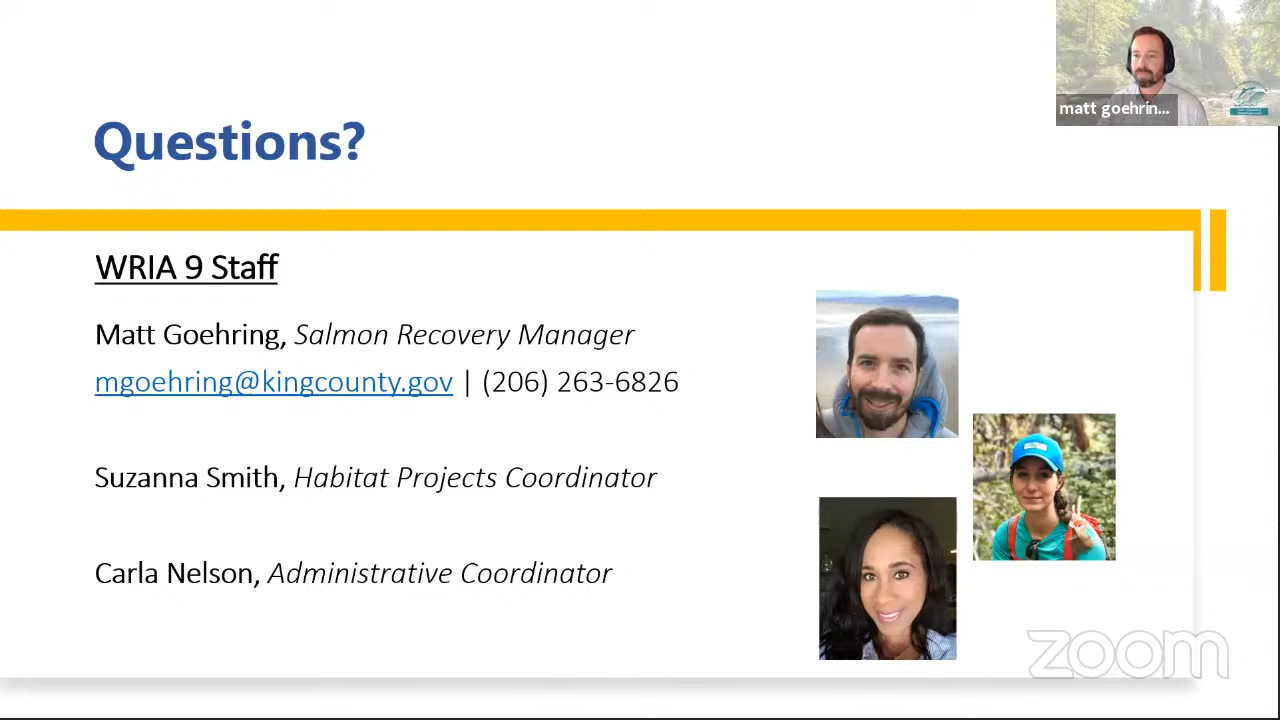 matt goehrin...
Questions?
WRIA 9 Staff
Matt Goehring, Salmon Recovery Manager
mgoehring@kingcounty.gov | (206) 263-6826
Suzanna Smith, Habitat Projects Coordinator
Carla Nelson, Administrative Coordinator
zoom